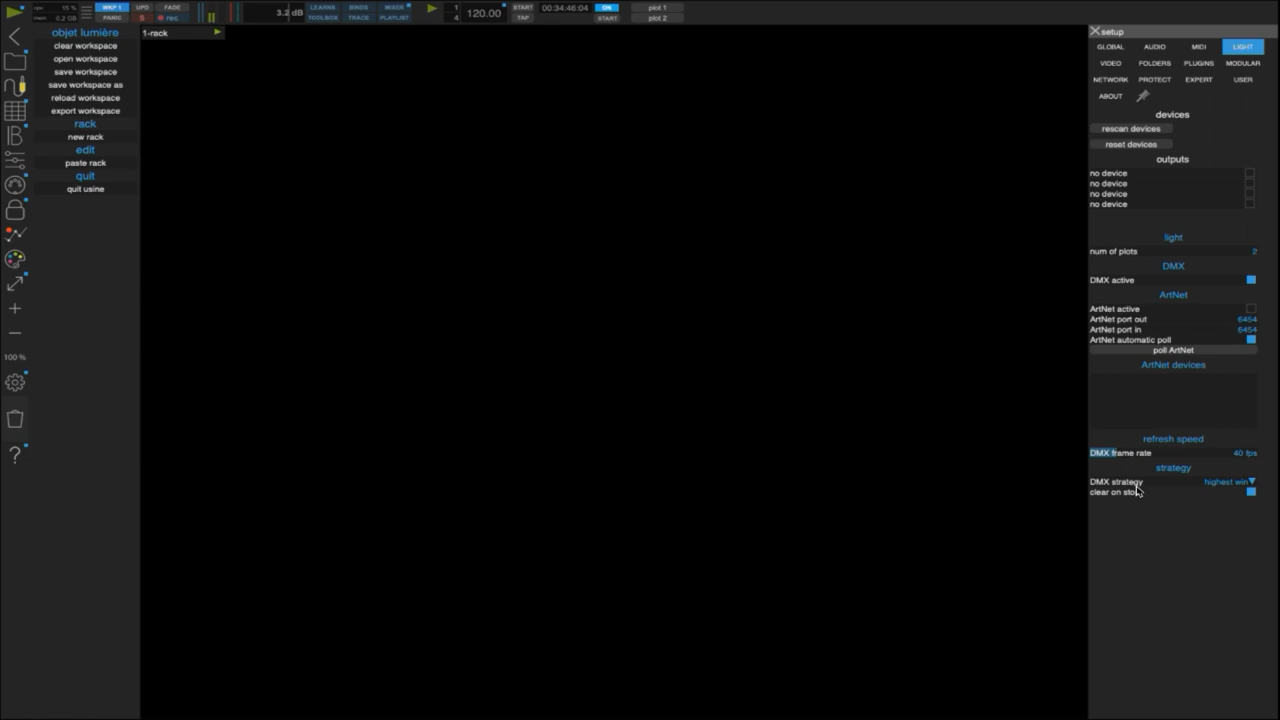 cpu 15 %
mem 0.2 GB
WKP 1 UPD FADE
PANIC S rec
3.2 dB
LEARNS BINDS MIXER
TOOLBOX TRACE PLAYLIST
1
4
120.00
START
TAP
00:34:46:04 ON
START
plot 1
plot 2
objet lumière
clear workspace
open workspace
save workspace
save workspace as
reload workspace
export workspace
rack
new rack
edit
paste rack
quit
quit usine
100 %
?
1-rack
setup
GLOBAL AUDIO MIDI LIGHT
VIDEO FOLDERS PLUGINS MODULAR
NETWORK PROTECT EXPERT USER
ABOUT
devices
rescan devices
reset devices
outputs
no device
no device
no device
no device
light
num of plots 2
DMX
DMX active
ArtNet
ArtNet active
ArtNet port out 6454
ArtNet port in 6454
ArtNet automatic poll
poll ArtNet
ArtNet devices
refresh speed
DMX frame rate 40 fps
strategy
DMX strategy highest win
clear on stop